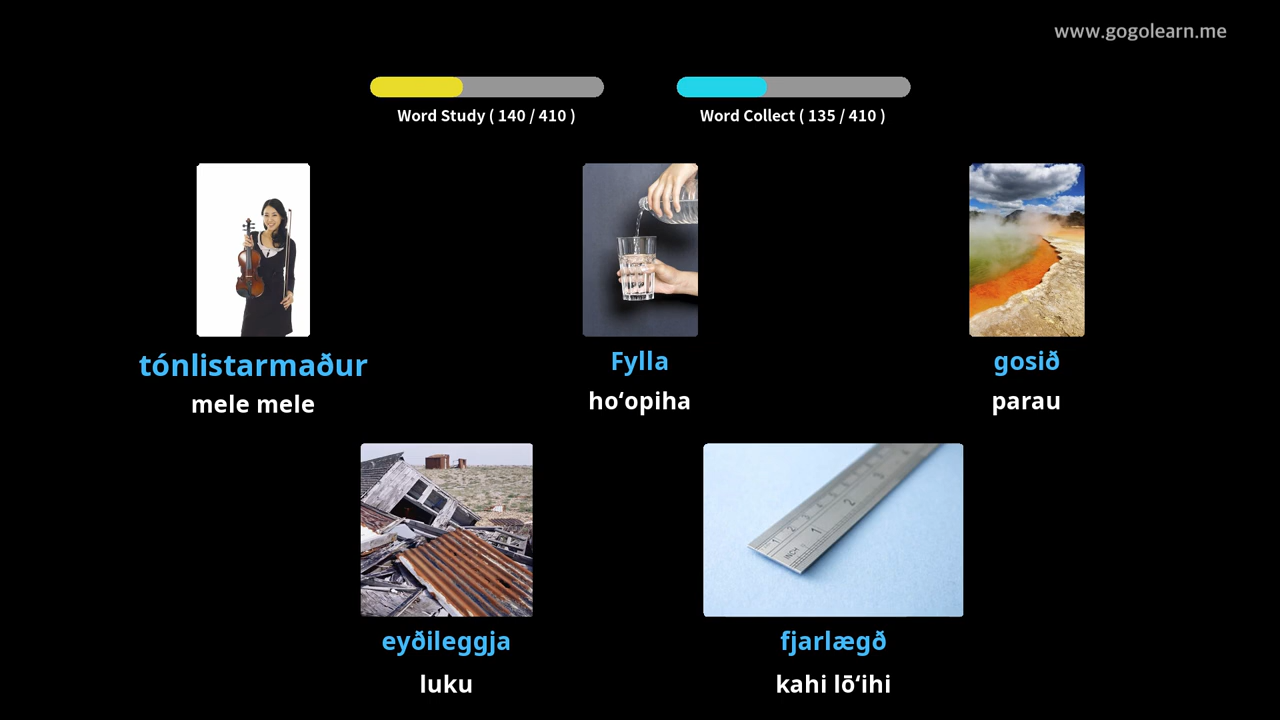 www.gogolearn.me
Word Study ( 140 / 410 )
Word Collect ( 135 / 410 )
tónlistarmaður
mele mele
Fylla
hoʻopiha
gosið
parau
eyðileggja
luku
fjarlægð
kahi lōʻihi